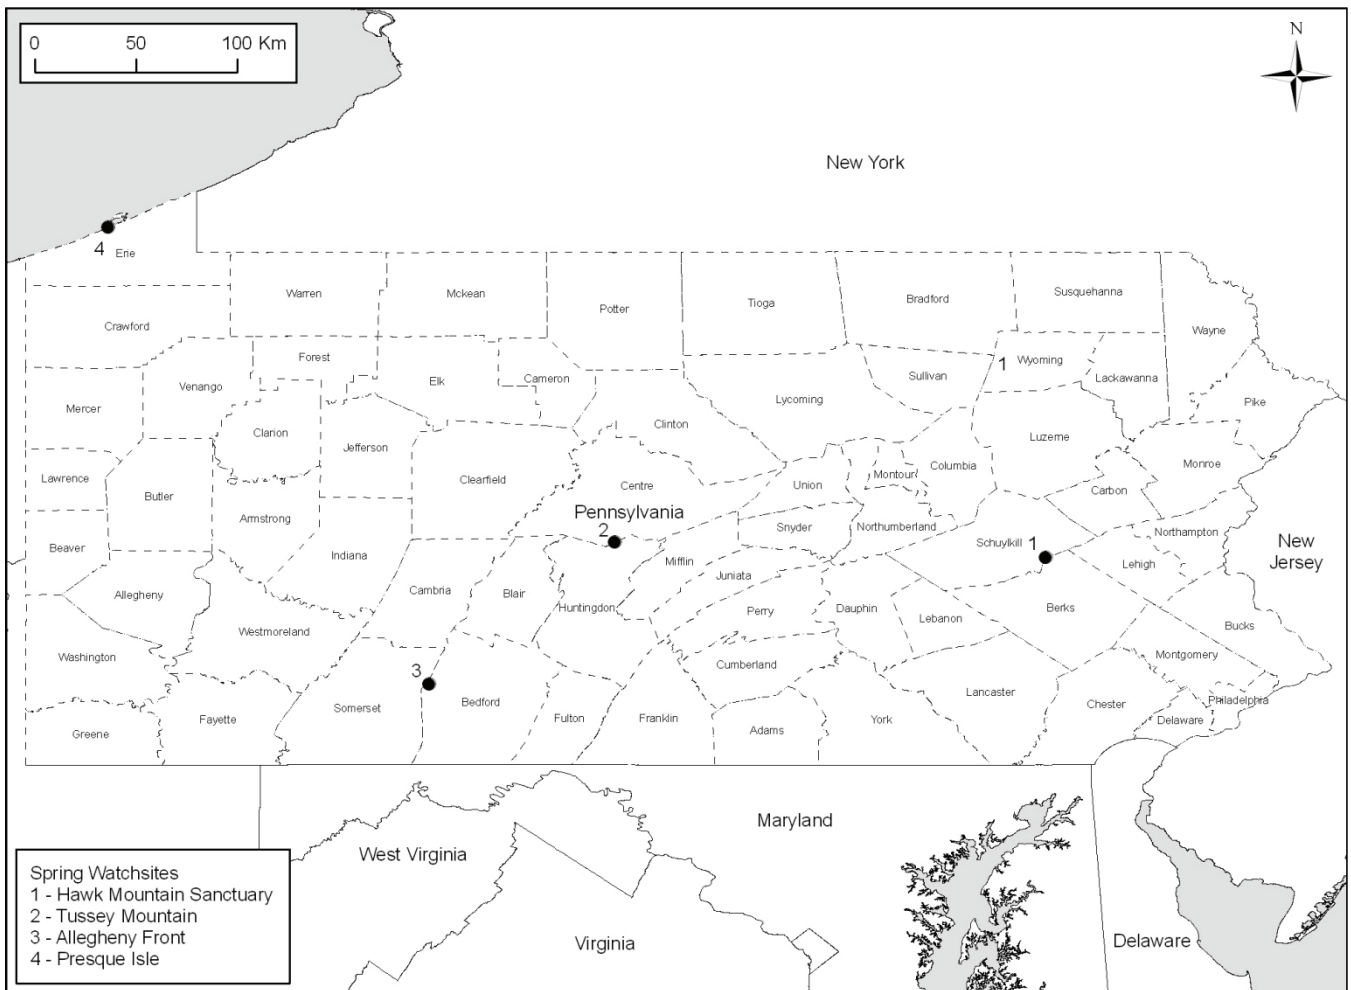 0 50 100 Km
N
New York
4
Erie
Warren
Mckean
Potter
Tioga
Bradford
Susquehanna
Wayne
Crawford
Forest
Venango
Elk
Cameron
Sullivan
1
Wyoming
Lackawanna
Pike
Mercer
Clarion
Jefferson
Clinton
Lycoming
Luzerne
Columbia
Montour
Monroe
Carbon
Lawrence
Butler
Clearfield
Centre
Union
Armstrong
Pennsylvania
2
Snyder
Northumberland
Schuylkill
1
Northampton
Lehigh
New
Jersey
Beaver
Indiana
Mifflin
Juniata
Allegheny
Cambria
Blair
Huntingdon
Perry
Dauphin
Lebanon
Berks
Bucks
Westmoreland
Washington
Cumberland
Montgomery
3
Somerset
Bedford
Fulton
Franklin
Adams
York
Lancaster
Chester
Philadelphia
Delaware
Greene
Fayette
Maryland
West Virginia
Virginia
Delaware
Spring Watchsites
1 - Hawk Mountain Sanctuary
2 - Tussey Mountain
3 - Allegheny Front
4 - Presque Isle